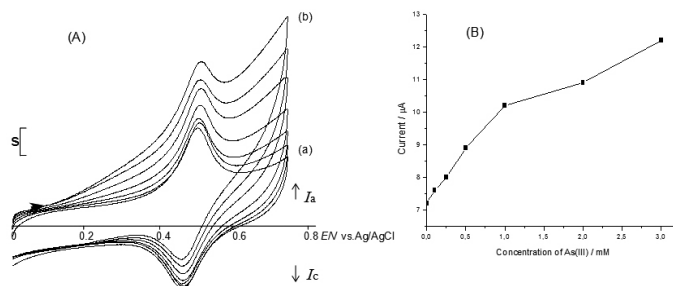 (A)
(b)
S
(a)
Ia
0 0.2 0.4 0.6 0.8 E/V vs.Ag/AgCl
Ic
(B)
Current / µA
13
12
11
10
9
8
7
0,0 0,5 1,0 1,5 2,0 2,5 3,0
Concentration of As(III) / mM